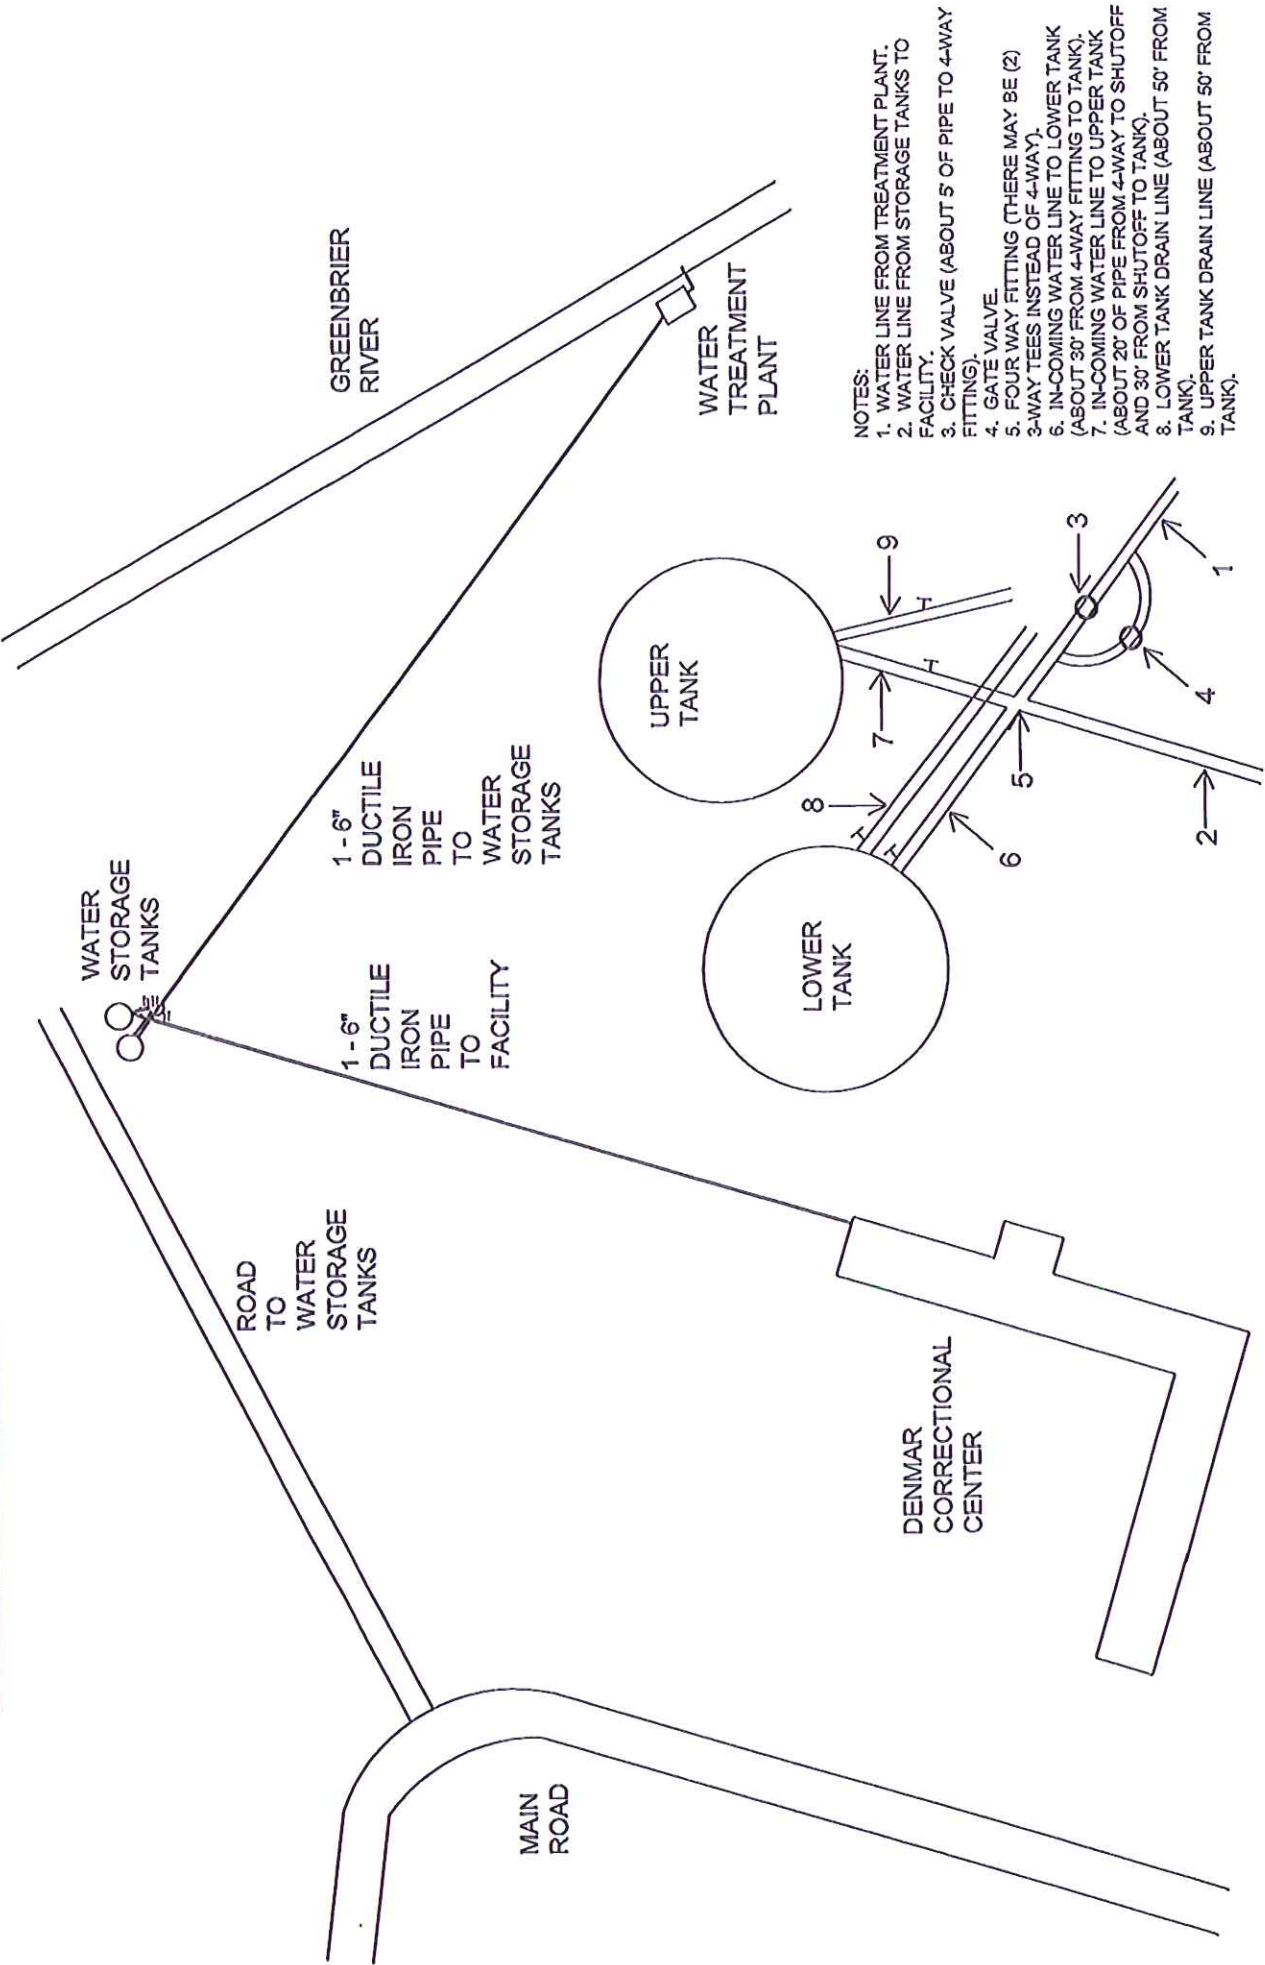 GREENBRIER
RIVER
WATER
STORAGE
TANKS
1 - 6"
DUCTILE
IRON
PIPE
TO
WATER
STORAGE
TANKS
1 - 6"
DUCTILE
IRON
PIPE
TO
FACILITY
ROAD
TO
WATER
STORAGE
TANKS
MAIN
ROAD
WATER
TREATMENT
PLANT
DENMAR
CORRECTIONAL
CENTER
UPPER
TANK
LOWER
TANK
8
7
9
6
5
3
2
4
1
NOTES:
1. WATER LINE FROM TREATMENT PLANT.
2. WATER LINE FROM STORAGE TANKS TO
FACILITY.
3. CHECK VALVE (ABOUT 5' OF PIPE TO 4-WAY
FITTING).
4. GATE VALVE.
5. FOUR WAY FITTING (THERE MAY BE (2)
3-WAY TEES INSTEAD OF 4-WAY).
6. IN-COMING WATER LINE TO LOWER TANK
(ABOUT 30' FROM 4-WAY FITTING TO TANK).
7. IN-COMING WATER LINE TO UPPER TANK
(ABOUT 20' OF PIPE FROM 4-WAY TO SHUTOFF
AND 30' FROM SHUTOFF TO TANK).
8. LOWER TANK DRAIN LINE (ABOUT 50' FROM
TANK).
9. UPPER TANK DRAIN LINE (ABOUT 50' FROM
TANK).